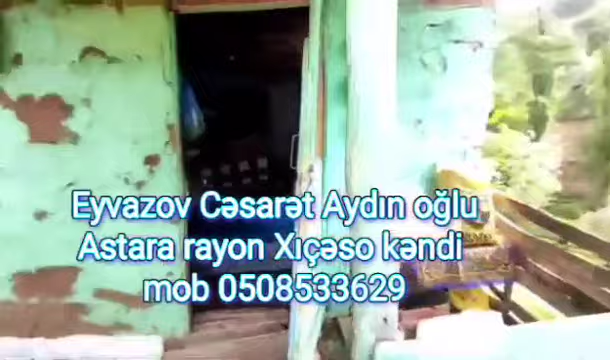 Eyvazov Cəsarət Aydın oğlu
Astara rayon Xıçəso kəndi
mob 0508533629